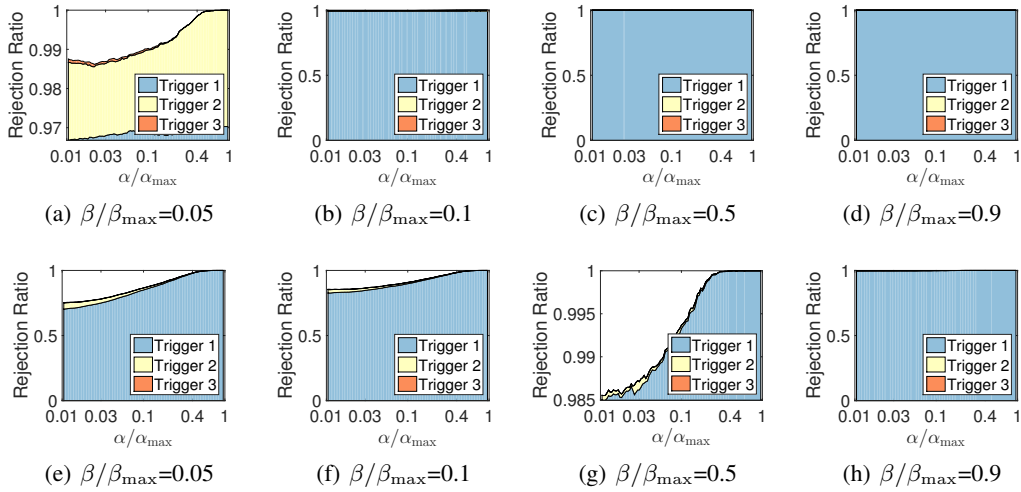 Rejection Ratio
0.99
0.98
0.97
Trigger 1
Trigger 2
Trigger 3
0.01 0.03 0.1 0.4 1
α/αmax
(a) β/βmax=0.05
Rejection Ratio
1
0.5
0
Trigger 1
Trigger 2
Trigger 3
0.01 0.03 0.1 0.4 1
α/αmax
(b) β/βmax=0.1
Rejection Ratio
1
0.5
0
Trigger 1
Trigger 2
Trigger 3
0.01 0.03 0.1 0.4 1
α/αmax
(c) β/βmax=0.5
Rejection Ratio
1
0.5
0
Trigger 1
Trigger 2
Trigger 3
0.01 0.03 0.1 0.4 1
α/αmax
(d) β/βmax=0.9
Rejection Ratio
1
0.5
0
Trigger 1
Trigger 2
Trigger 3
0.01 0.03 0.1 0.4 1
α/αmax
(e) β/βmax=0.05
Rejection Ratio
1
0.5
0
Trigger 1
Trigger 2
Trigger 3
0.01 0.03 0.1 0.4 1
α/αmax
(f) β/βmax=0.1
Rejection Ratio
1
0.995
0.99
0.985
Trigger 1
Trigger 2
Trigger 3
0.01 0.03 0.1 0.4 1
α/αmax
(g) β/βmax=0.5
Rejection Ratio
1
0.5
0
Trigger 1
Trigger 2
Trigger 3
0.01 0.03 0.1 0.4 1
α/αmax
(h) β/βmax=0.9